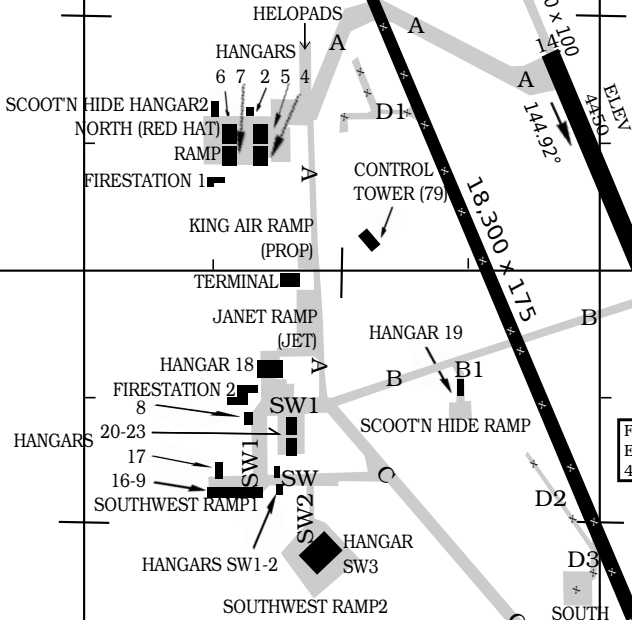 HELOPADS
A
A
0 x 100
HANGARS
14
6 7 2 5 4
A
ELEV
4450
SCOOT'N HIDE HANGAR2
D1
144.92°
NORTH (RED HAT)
RAMP
CONTROL
TOWER (79)
FIRESTATION 1
A
18,300 x 175
KING AIR RAMP
(PROP)
TERMINAL
JANET RAMP
(JET)
B
HANGAR 19
HANGAR 18
A
B1
B
FIRESTATION 2
8
SW1
SCOOT'N HIDE RAMP
HANGARS
20-23
F
E
4
17
SW1
16-9
SW
C
SOUTHWEST RAMP1
SW2
D2
HANGARS SW1-2
HANGAR
SW3
D3
SOUTHWEST RAMP2
SOUTH
C